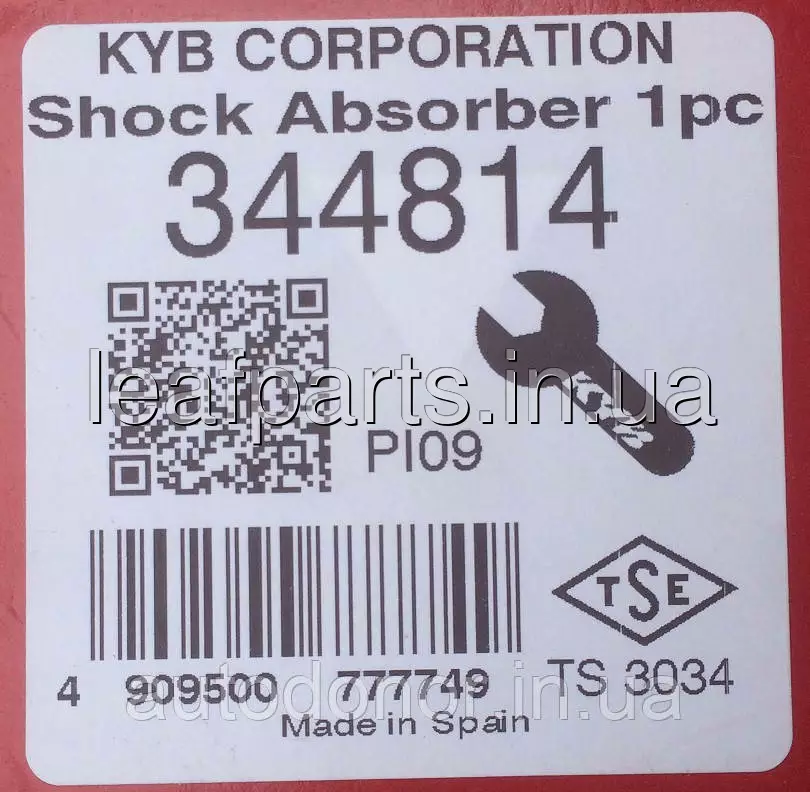 KYB CORPORATION
Shock Absorber 1pc
344814
leafparts.in.ua
KYB
PI09
TSE
4 909500 777749
TS 3034
autodonor.in.ua
Made in Spain